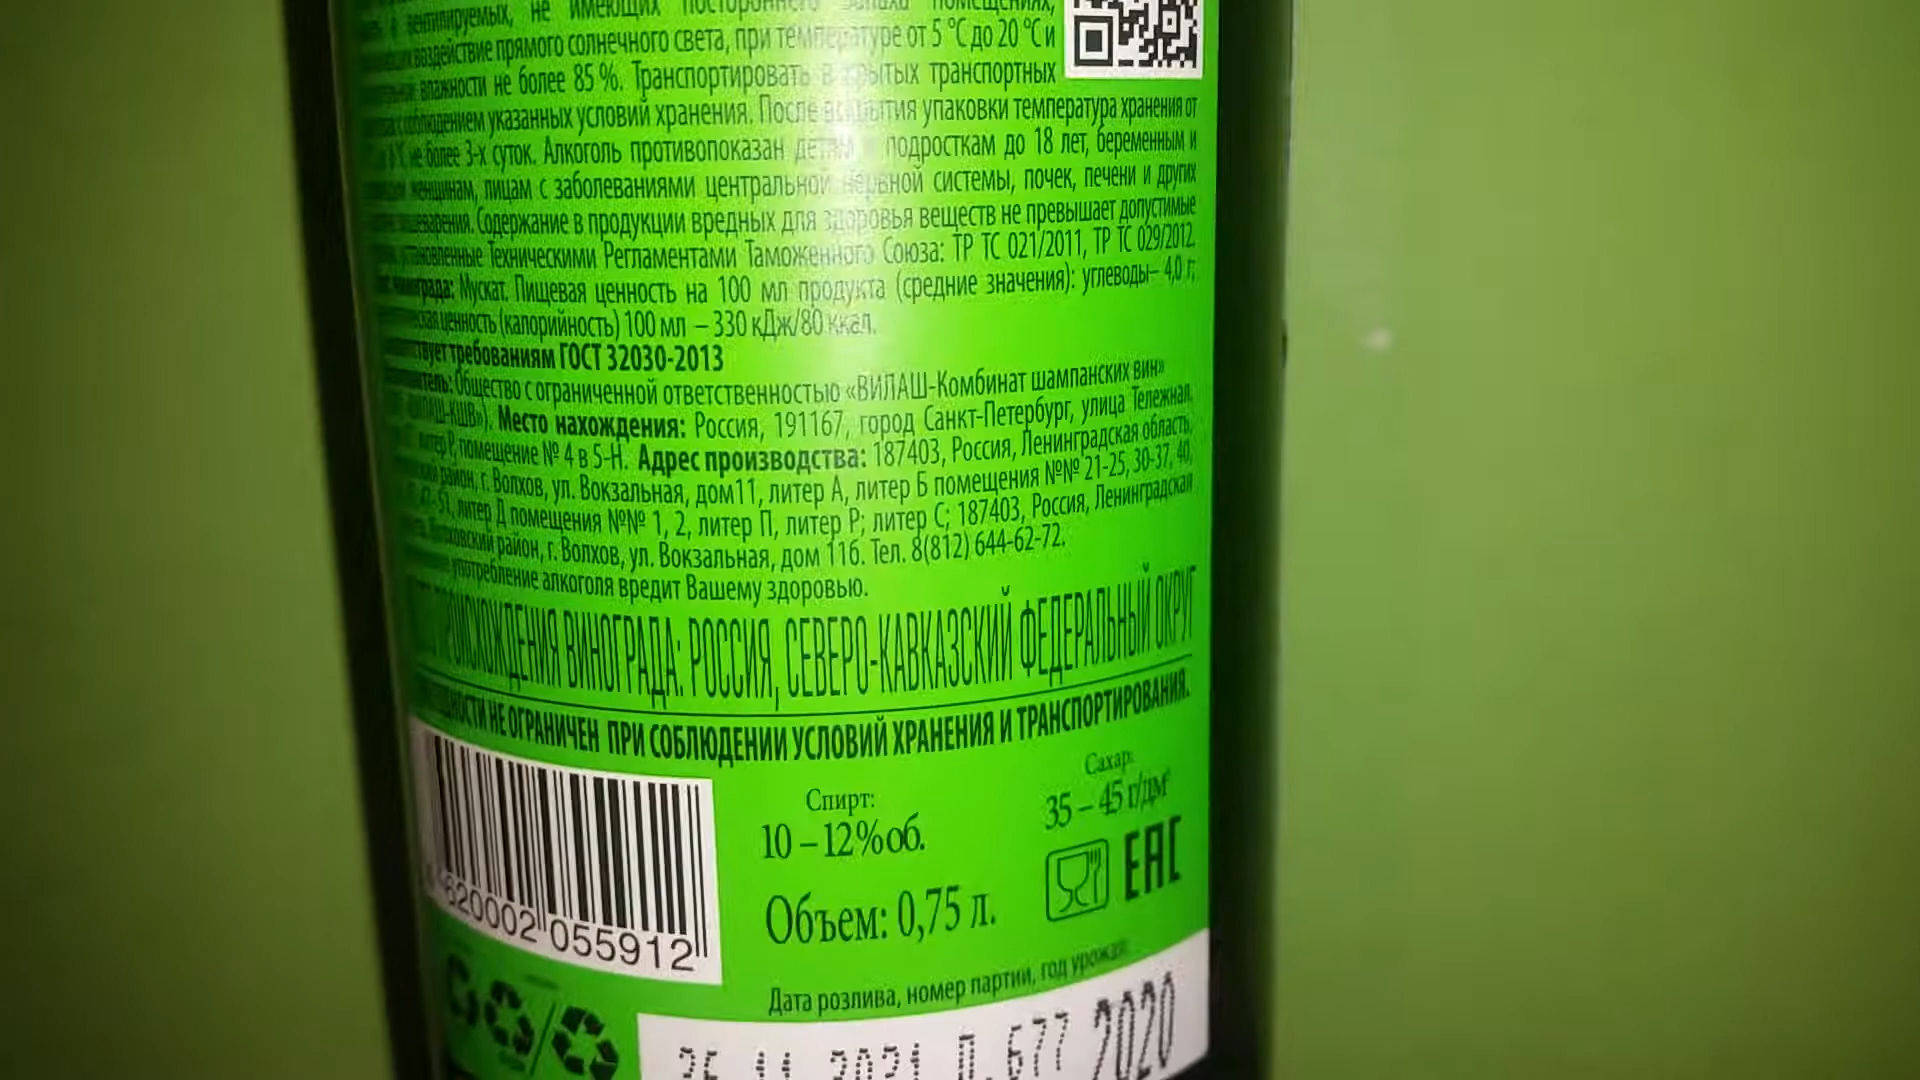 вентилируемых, не имеющих постороннего запаха помещениях,
воздействие прямого солнечного света, при температуре от 5 °С до 20 °С и
влажности не более 85 %. Транспортировать в крытых транспортных
с соблюдением указанных условий хранения. После вскрытия упаковки температура хранения от
не более 3-х суток. Алкоголь противопоказан детям и подросткам до 18 лет, беременным и
женщинам, лицам с заболеваниями центральной нервной системы, почек, печени и других
пищеварения. Содержание в продукции вредных для здоровья веществ не превышает допустимые
установленные Техническими Регламентами Таможенного Союза: ТР ТС 021/2011, ТР ТС 029/2012.
винограда: Мускат. Пищевая ценность на 100 мл продукта (средние значения): углеводы– 4,0 г;
ценность (калорийность) 100 мл – 330 кДж/80 ккал.
требованиям ГОСТ 32030-2013
Общество с ограниченной ответственностью «ВИЛАШ-Комбинат шампанских вин»
«ВИЛАШ-КШВ»). Место нахождения: Россия, 191167, город Санкт-Петербург, улица Тележная,
литер Р, помещение № 4 в 5-Н. Адрес производства: 187403, Россия, Ленинградская область,
район, г. Волхов, ул. Вокзальная, дом11, литер А, литер Б помещения №№ 21-25, 30-37, 40,
42-51, литер Д помещения №№ 1, 2, литер П, литер Р; литер С; 187403, Россия, Ленинградская
Волховский район, г. Волхов, ул. Вокзальная, дом 11б. Тел. 8(812) 644-62-72.
употребление алкоголя вредит Вашему здоровью.
ПРОИСХОЖДЕНИЯ ВИНОГРАДА: РОССИЯ, СЕВЕРО-КАВКАЗСКИЙ ФЕДЕРАЛЬНЫЙ ОКРУГ
НЕ ОГРАНИЧЕН ПРИ СОБЛЮДЕНИИ УСЛОВИЙ ХРАНЕНИЯ И ТРАНСПОРТИРОВАНИЯ.
Спирт:
10 – 12% об.
Сахар:
35 – 45 г/дм³
Объем: 0,75 л.
ЕАС
620002 055912
Дата розлива, номер партии, год урожая:
11 2021 Л. 677 2020